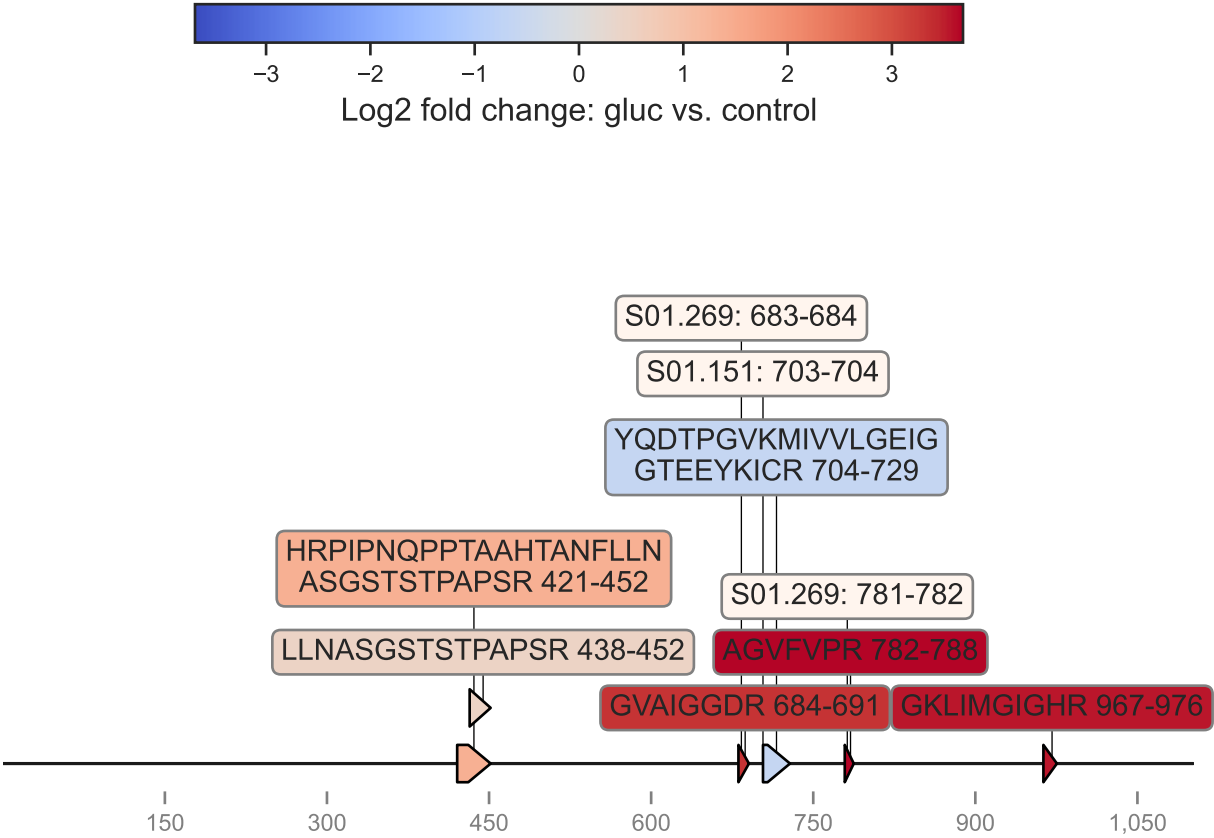 −3 −2 −1 0 1 2 3
Log2 fold change: gluc vs. control
S01.269: 683-684
S01.151: 703-704
YQDTPGVKMIVVLGEIG
GTEEYKICR 704-729
HRPIPNQPPTAAHTANFLLN
ASGSTSTPAPSR 421-452
S01.269: 781-782
LLNASGSTSTPAPSR 438-452
AGVFVPR 782-788
GVAIGGDR 684-691
GKLIMGIGHR 967-976
150 300 450 600 750 900 1,050